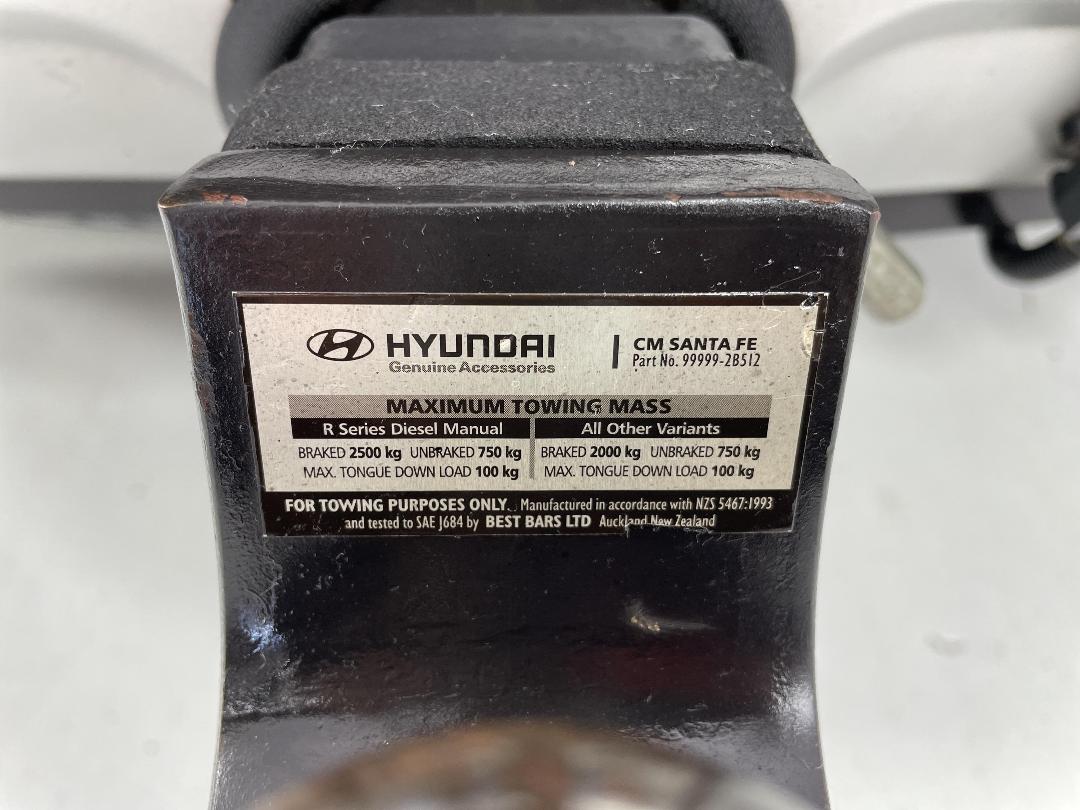 HYUNDAI
Genuine Accessories
CM SANTA FE
Part No. 99999-2B512
MAXIMUM TOWING MASS
R Series Diesel Manual
BRAKED 2500 kg UNBRAKED 750 kg
MAX. TONGUE DOWN LOAD 100 kg
All Other Variants
BRAKED 2000 kg UNBRAKED 750 kg
MAX. TONGUE DOWN LOAD 100 kg
FOR TOWING PURPOSES ONLY. Manufactured in accordance with NZS 5467:1993
and tested to SAE J684 by BEST BARS LTD Auckland New Zealand